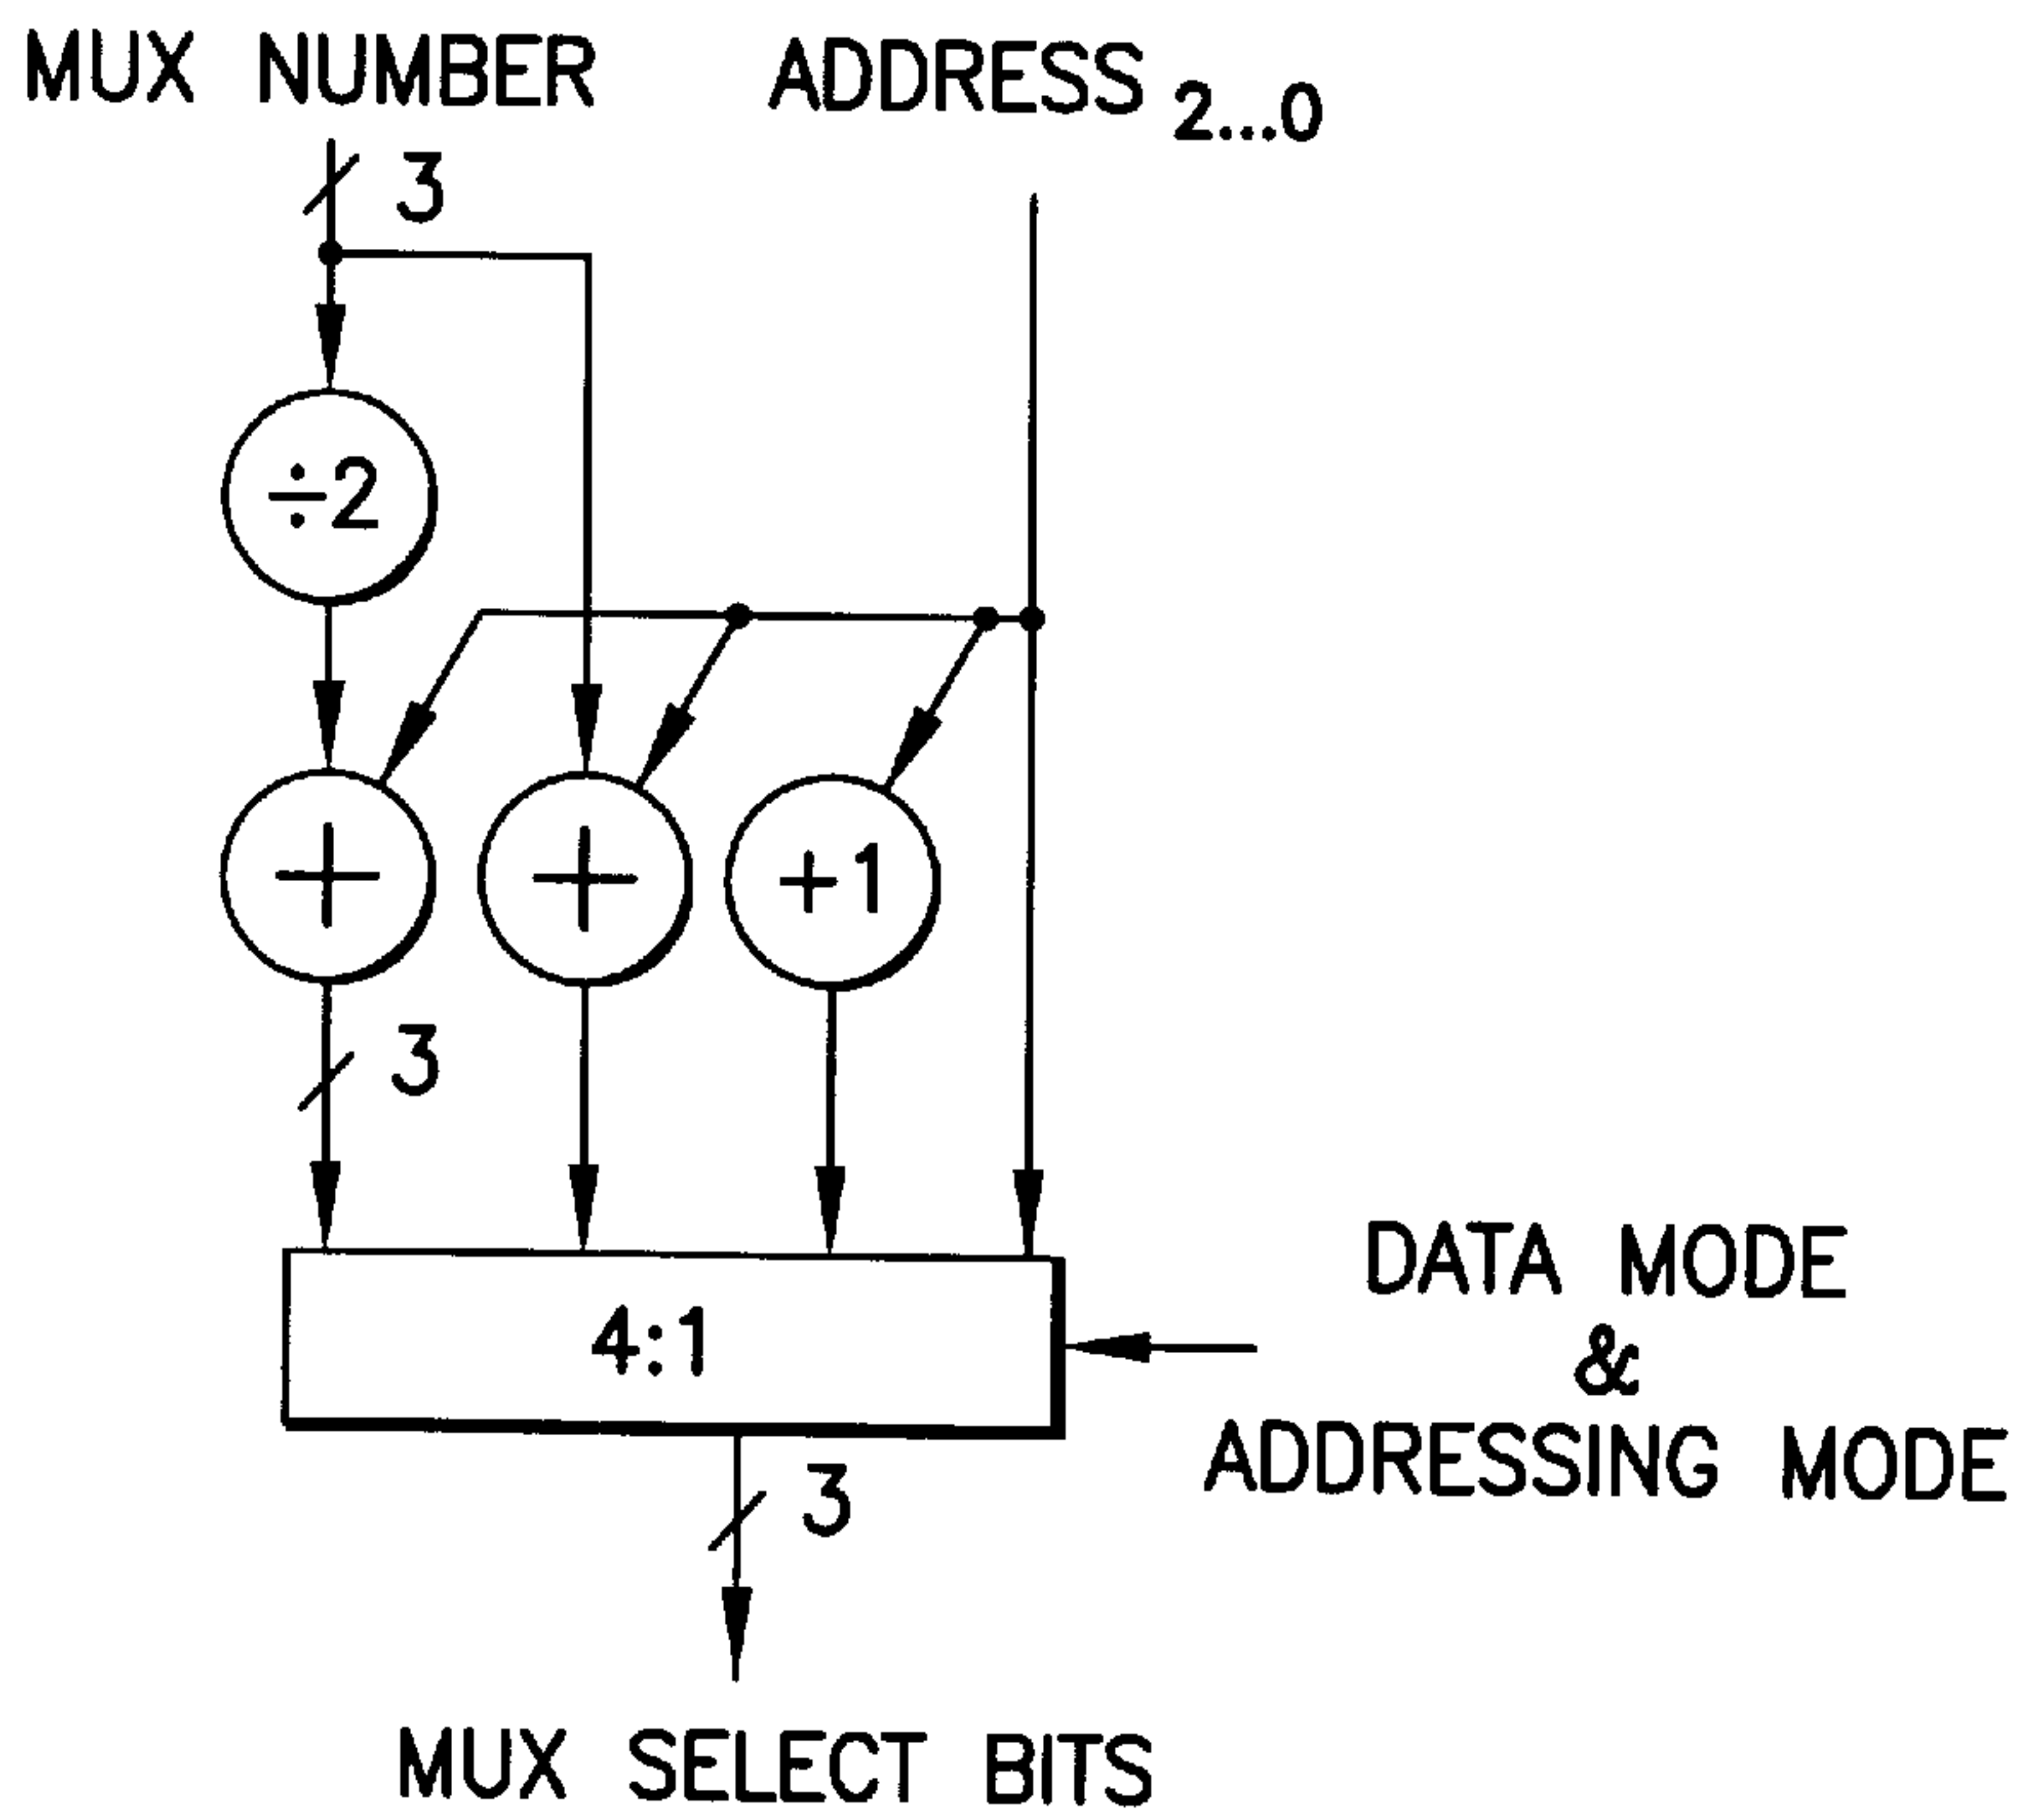 MUX NUMBER
ADDRESS 2...0
3
÷2
+
+
+1
3
4:1
DATA MODE
&
ADDRESSING MODE
3
MUX SELECT BITS